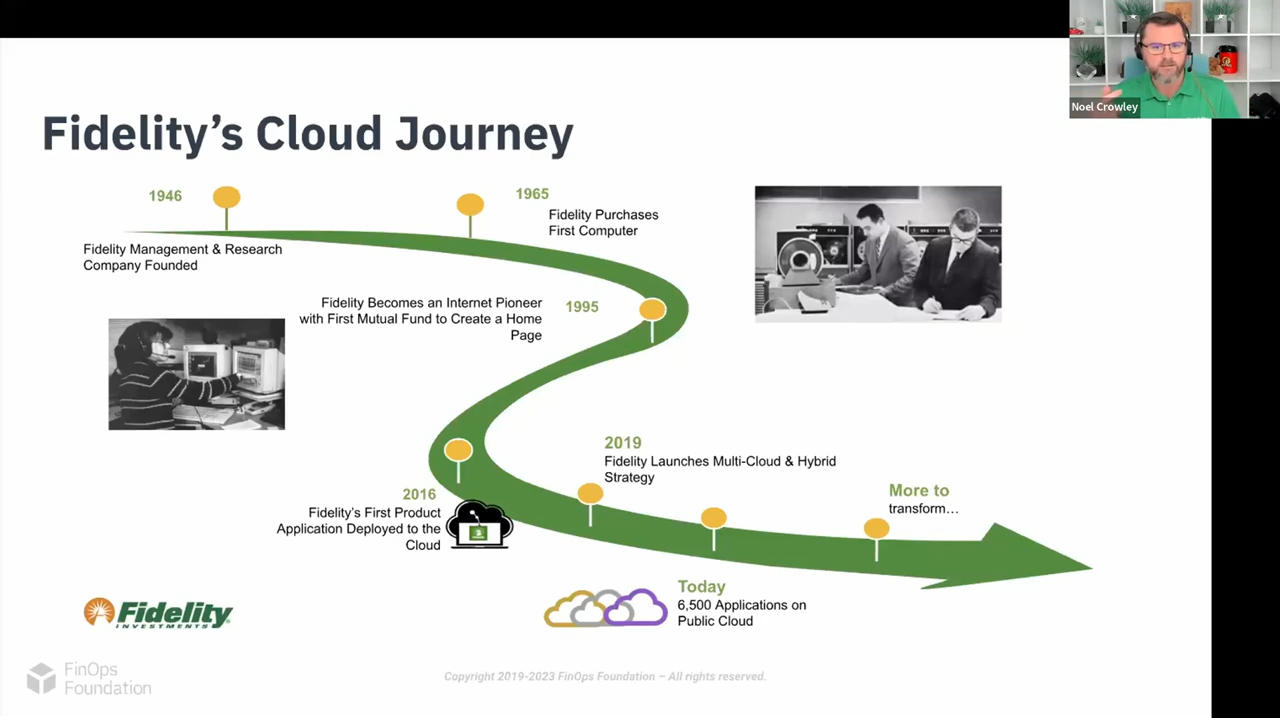 Noel Crowley
Fidelity's Cloud Journey
1946
Fidelity Management & Research
Company Founded
1965
Fidelity Purchases
First Computer
Fidelity Becomes an Internet Pioneer
with First Mutual Fund to Create a Home
Page
1995
2016
Fidelity's First Product
Application Deployed to the
Cloud
2019
Fidelity Launches Multi-Cloud & Hybrid
Strategy
Today
6,500 Applications on
Public Cloud
More to
transform…
Fidelity
INVESTMENTS
FinOps
Foundation
Copyright 2019-2023 FinOps Foundation – All rights reserved.